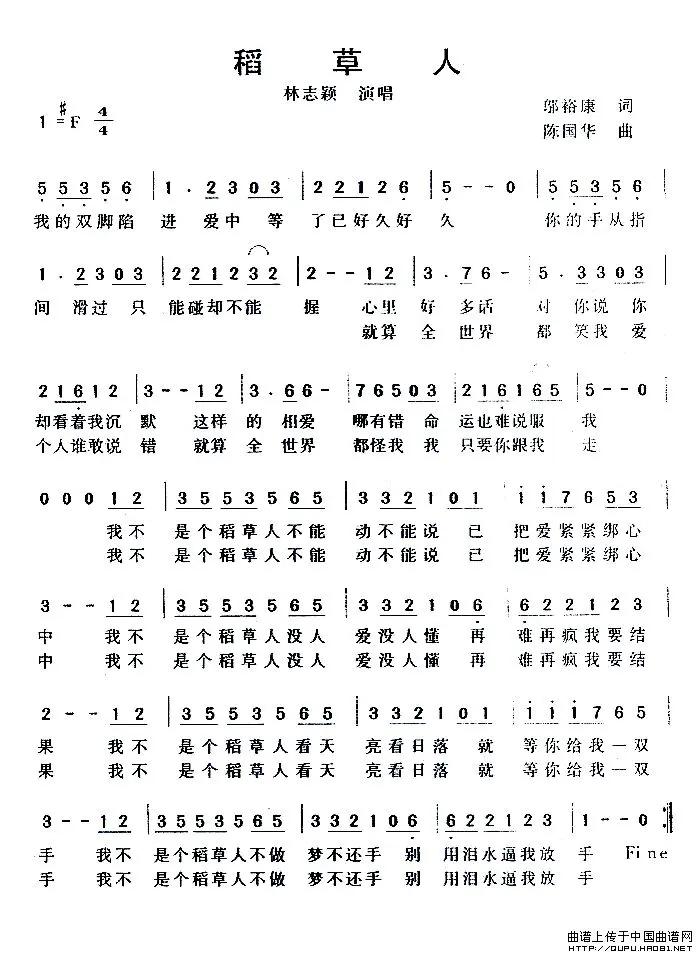 稻草人
林志颖 演唱
1=#F 4/4
邬裕康 词
陈国华 曲
5 5 3 5 6 | 1 . 2 3 0 3 | 2 2 1 2 6 | 5 - - 0 | 5 5 3 5 6
我的双脚陷 进 爱中 等 了已好久好 久 你的手从指
1 . 2 3 0 3 | 2 2 1 2 3 2 | 2 - - 1 2 | 3 . 7 6 - | 5 . 3 3 0 3 |
间 滑过 只 能碰却不能 握 心里 好 多话 对 你说 你
就算 全 世界 都 笑我 爱
2 1 6 1 2 | 3 - - 1 2 | 3 . 6 6 - | 7 6 5 0 3 | 2 1 6 1 6 5 | 5 - - 0 |
却看着我沉 默 这样 的 相爱 哪有错 命 运也难说服 我
个人谁敢说 错 就算 全 世界 都怪我 我 只要你跟我 走
0 0 0 1 2 | 3 5 5 3 5 6 5 | 3 3 2 1 0 1 | 1 1 7 6 5 3 |
我不 是个稻草人不能 动不能说 已 把爱紧紧绑心
我不 是个稻草人不能 动不能说 已 把爱紧紧绑心
3 - - 1 2 | 3 5 5 3 5 6 5 | 3 3 2 1 0 6 | 6 2 2 1 2 3 |
中 我不 是个稻草人没人 爱没人懂 再 难再疯我要结
中 我不 是个稻草人没人 爱没人懂 再 难再疯我要结
2 - - 1 2 | 3 5 5 3 5 6 5 | 3 3 2 1 0 1 | 1 1 1 7 6 5 |
果 我不 是个稻草人看天 亮看日落 就 等你给我一双
果 我不 是个稻草人看天 亮看日落 就 等你给我一双
3 - - 1 2 | 3 5 5 3 5 6 5 | 3 3 2 1 0 6 | 6 2 2 1 2 3 | 1 - - 0 :|
手 我不 是个稻草人不做 梦不还手 别 用泪水逼我放 手 Fine
手 我不 是个稻草人不做 梦不还手 别 用泪水逼我放 手
曲谱上传于中国曲谱网
HTTP://QUPU.HAO81.NET